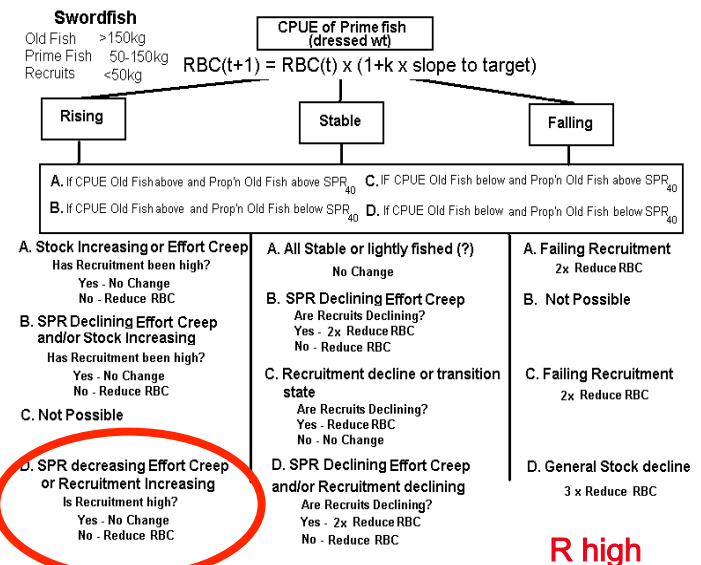 Swordfish
Old Fish >150kg
Prime Fish 50-150kg
Recruits <50kg
CPUE of Prime fish
(dressed wt)
RBC(t+1) = RBC(t) x (1+k x slope to target)
Rising
Stable
Falling
A. If CPUE Old Fish above and Prop'n Old Fish above SPR40
C. IF CPUE Old Fish below and Prop'n Old Fish above SPR40
B. If CPUE Old Fish above and Prop'n Old Fish below SPR40
D. If CPUE Old Fish below and Prop'n Old Fish below SPR40
A. Stock Increasing or Effort Creep
Has Recruitment been high?
Yes - No Change
No - Reduce RBC
B. SPR Declining Effort Creep
and/or Stock Increasing
Has Recruitment been high?
Yes - No Change
No - Reduce RBC
C. Not Possible
D. SPR decreasing Effort Creep
or Recruitment Increasing
Is Recruitment high?
Yes - No Change
No - Reduce RBC
A. All Stable or lightly fished (?)
No Change
B. SPR Declining Effort Creep
Are Recruits Declining?
Yes - 2x Reduce RBC
No - Reduce RBC
C. Recruitment decline or transition
state
Are Recruits Declining?
Yes - Reduce RBC
No - No Change
D. SPR Declining Effort Creep
and/or Recruitment declining
Are Recruits Declining?
Yes - 2x Reduce RBC
No - Reduce RBC
A. Failing Recruitment
2x Reduce RBC
B. Not Possible
C. Failing Recruitment
2x Reduce RBC
D. General Stock decline
3 x Reduce RBC
R high